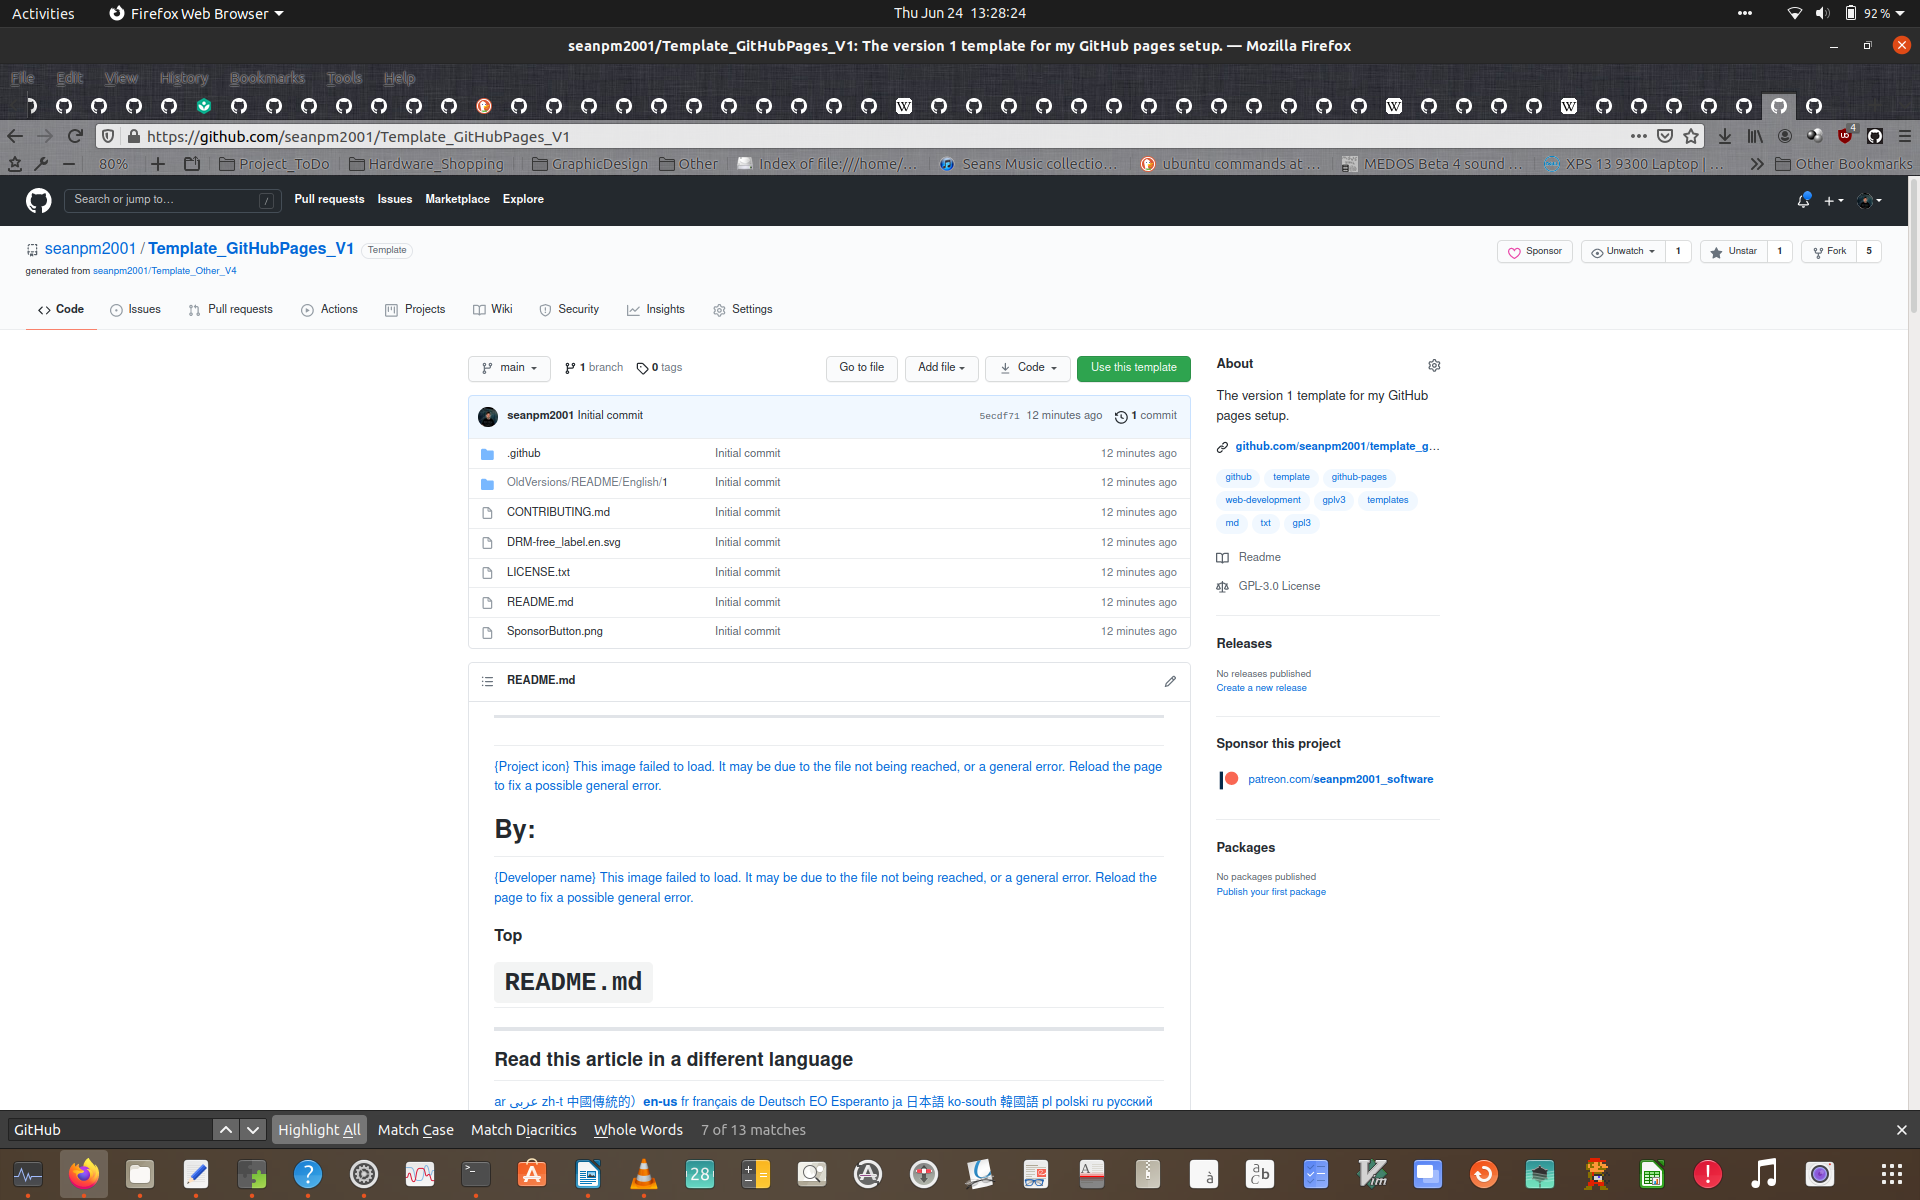 Activities Firefox Web Browser Thu Jun 24 13:28:24 92 %
seanpm2001/Template_GitHubPages_V1: The version 1 template for my GitHub pages setup. — Mozilla Firefox
File Edit View History Bookmarks Tools Help
https://github.com/seanpm2001/Template_GitHubPages_V1 4
80% Project_ToDo Hardware_Shopping GraphicDesign Other Index of file:///home/… Seans Music collectio… ubuntu commands at … MEDOS Beta 4 sound … XPS 13 9300 Laptop | … Other Bookmarks
Search or jump to… / Pull requests Issues Marketplace Explore
seanpm2001 / Template_GitHubPages_V1 Template Sponsor Unwatch 1 Unstar 1 Fork 5
generated from seanpm2001/Template_Other_V4
Code Issues Pull requests Actions Projects Wiki Security Insights Settings
main 1 branch 0 tags Go to file Add file Code Use this template
seanpm2001 Initial commit 5ecdf71 12 minutes ago 1 commit
.github Initial commit 12 minutes ago
OldVersions/README/English/1 Initial commit 12 minutes ago
CONTRIBUTING.md Initial commit 12 minutes ago
DRM-free_label.en.svg Initial commit 12 minutes ago
LICENSE.txt Initial commit 12 minutes ago
README.md Initial commit 12 minutes ago
SponsorButton.png Initial commit 12 minutes ago
README.md
{Project icon} This image failed to load. It may be due to the file not being reached, or a general error. Reload the page
to fix a possible general error.
By:
{Developer name} This image failed to load. It may be due to the file not being reached, or a general error. Reload the
page to fix a possible general error.
Top
README.md
Read this article in a different language
ar عربى zh-t 中國傳統的） en-us fr français de Deutsch EO Esperanto ja 日本語 ko-south 韓國語 pl polski ru русский
About
The version 1 template for my GitHub
pages setup.
github.com/seanpm2001/template_g…
github template github-pages
web-development gplv3 templates
md txt gpl3
Readme
GPL-3.0 License
Releases
No releases published
Create a new release
Sponsor this project
patreon.com/seanpm2001_software
Packages
No packages published
Publish your first package
GitHub Highlight All Match Case Match Diacritics Whole Words 7 of 13 matches
28